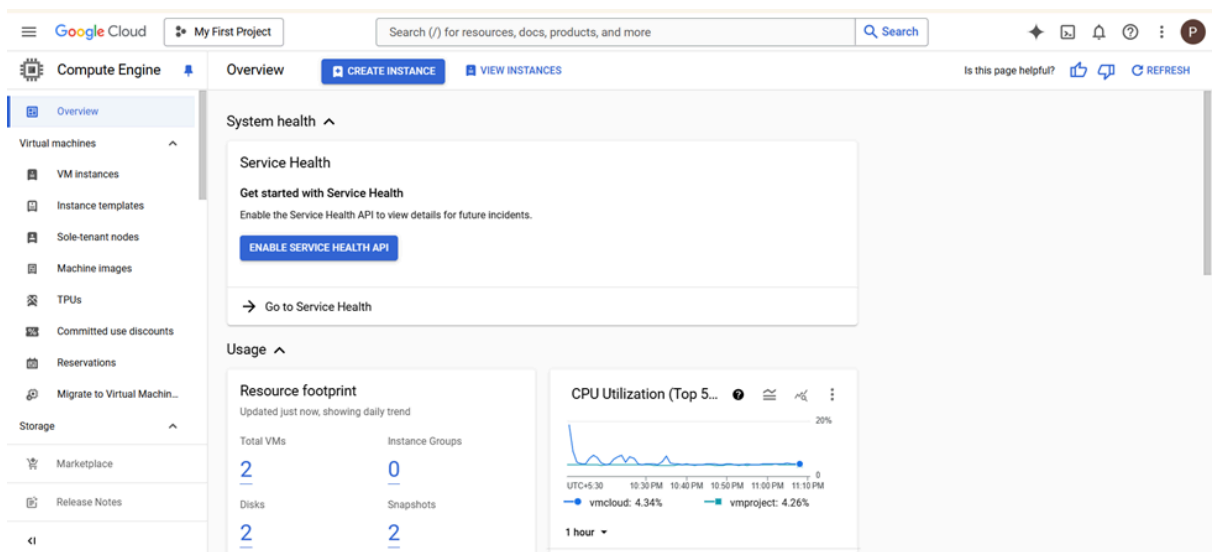 Google Cloud
My First Project
Search (/) for resources, docs, products, and more
Search
P
Compute Engine
Overview
CREATE INSTANCE
VIEW INSTANCES
Is this page helpful?
REFRESH
Overview
Virtual machines
VM instances
Instance templates
Sole-tenant nodes
Machine images
TPUs
Committed use discounts
Reservations
Migrate to Virtual Machin...
Storage
Marketplace
Release Notes
System health
Service Health
Get started with Service Health
Enable the Service Health API to view details for future incidents.
ENABLE SERVICE HEALTH API
Go to Service Health
Usage
Resource footprint
Updated just now, showing daily trend
Total VMs
2
Instance Groups
0
Disks
2
Snapshots
2
CPU Utilization (Top 5...
20%
0
UTC+5:30 10:30 PM 10:40 PM 10:50 PM 11:00 PM 11:10 PM
vmcloud: 4.34% vmproject: 4.26%
1 hour